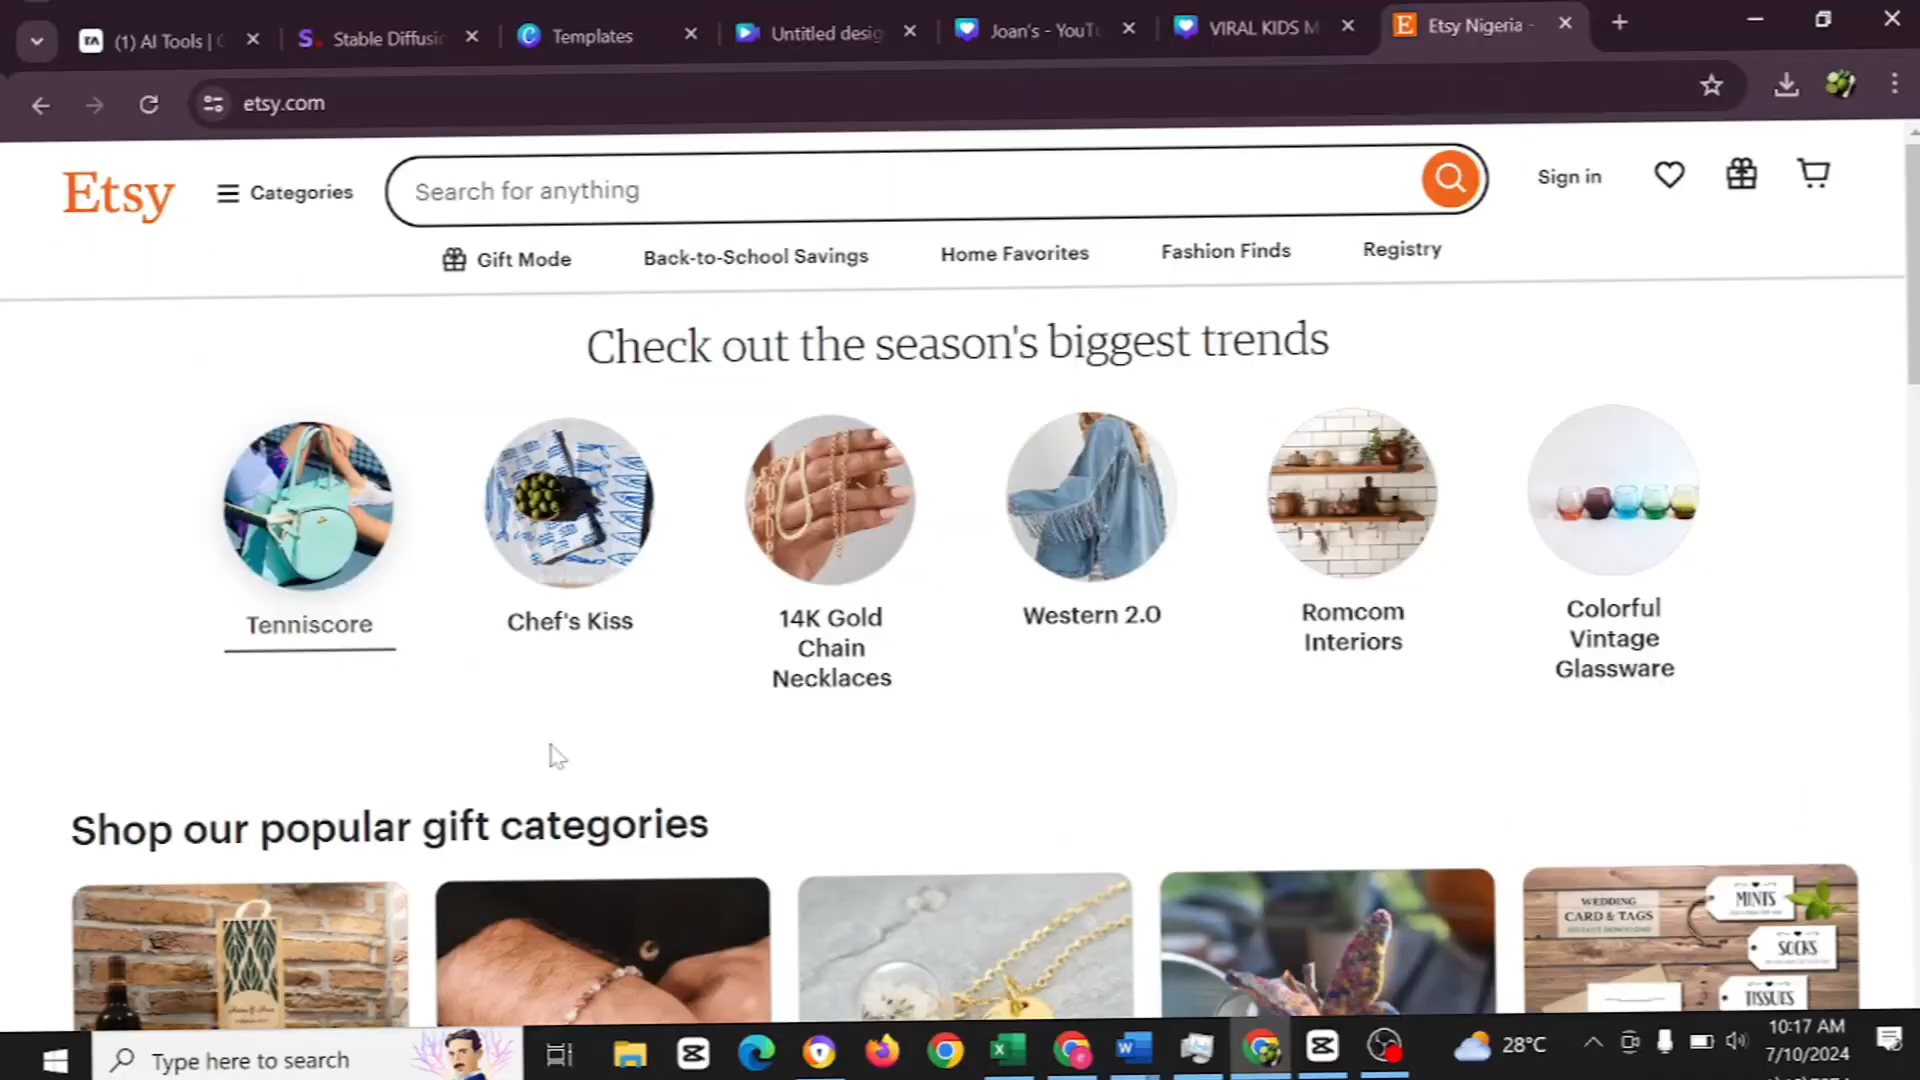 (1) AI Tools |
Stable Diffusi
Templates
Untitled desig
Joan's - YouTu
VIRAL KIDS M
Etsy Nigeria -
etsy.com
Etsy
Categories
Search for anything
Sign in
Gift Mode
Back-to-School Savings
Home Favorites
Fashion Finds
Registry
Check out the season's biggest trends
Tenniscore
Chef's Kiss
14K Gold
Chain
Necklaces
Western 2.0
Romcom
Interiors
Colorful
Vintage
Glassware
Shop our popular gift categories
WEDDING
CARD & TAGS
MINTS
SOCKS
TISSUES
Type here to search
28°C
10:17 AM
7/10/2024